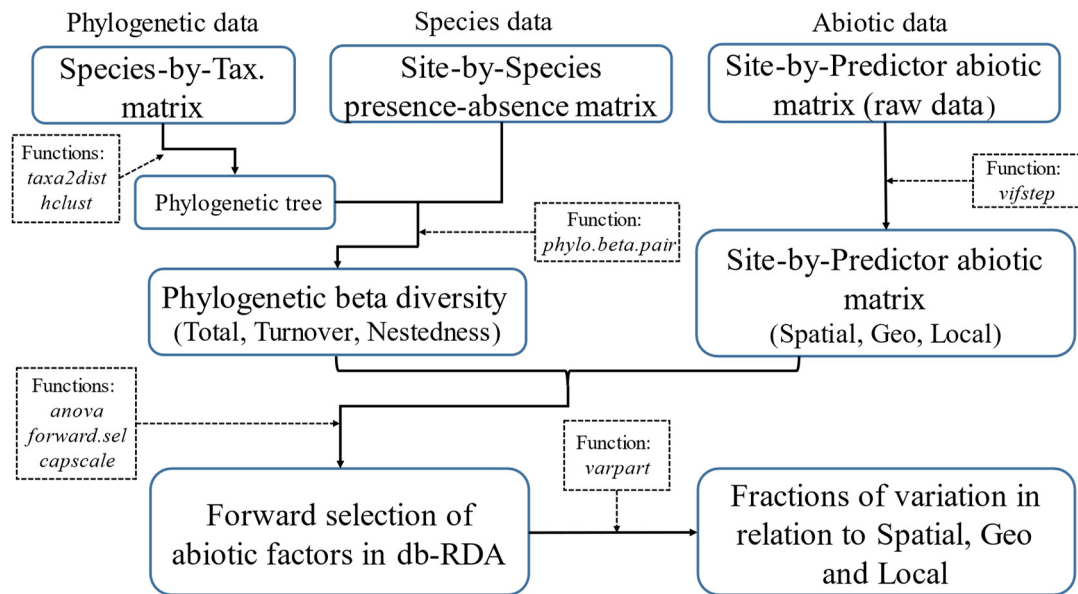 Phylogenetic data
Species data
Abiotic data
Species-by-Tax.
matrix
Site-by-Species
presence-absence matrix
Site-by-Predictor abiotic
matrix (raw data)
Functions:
taxa2dist
hclust
Phylogenetic tree
Function:
vifstep
Function:
phylo.beta.pair
Phylogenetic beta diversity
(Total, Turnover, Nestedness)
Site-by-Predictor abiotic
matrix
(Spatial, Geo, Local)
Functions:
anova
forward.sel
capscale
Function:
varpart
Forward selection of
abiotic factors in db-RDA
Fractions of variation in
relation to Spatial, Geo
and Local